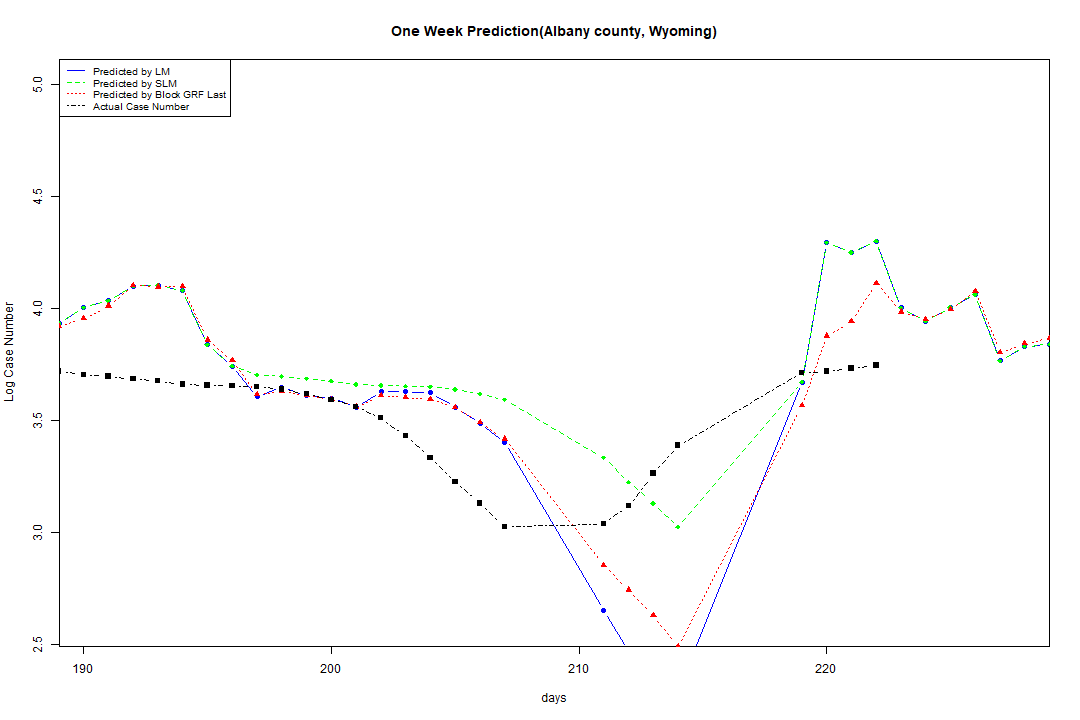 One Week Prediction(Albany county, Wyoming)
Predicted by LM
Predicted by SLM
Predicted by Block GRF Last
Actual Case Number
5.0
4.5
4.0
3.5
3.0
2.5
Log Case Number
190 200 210 220
days